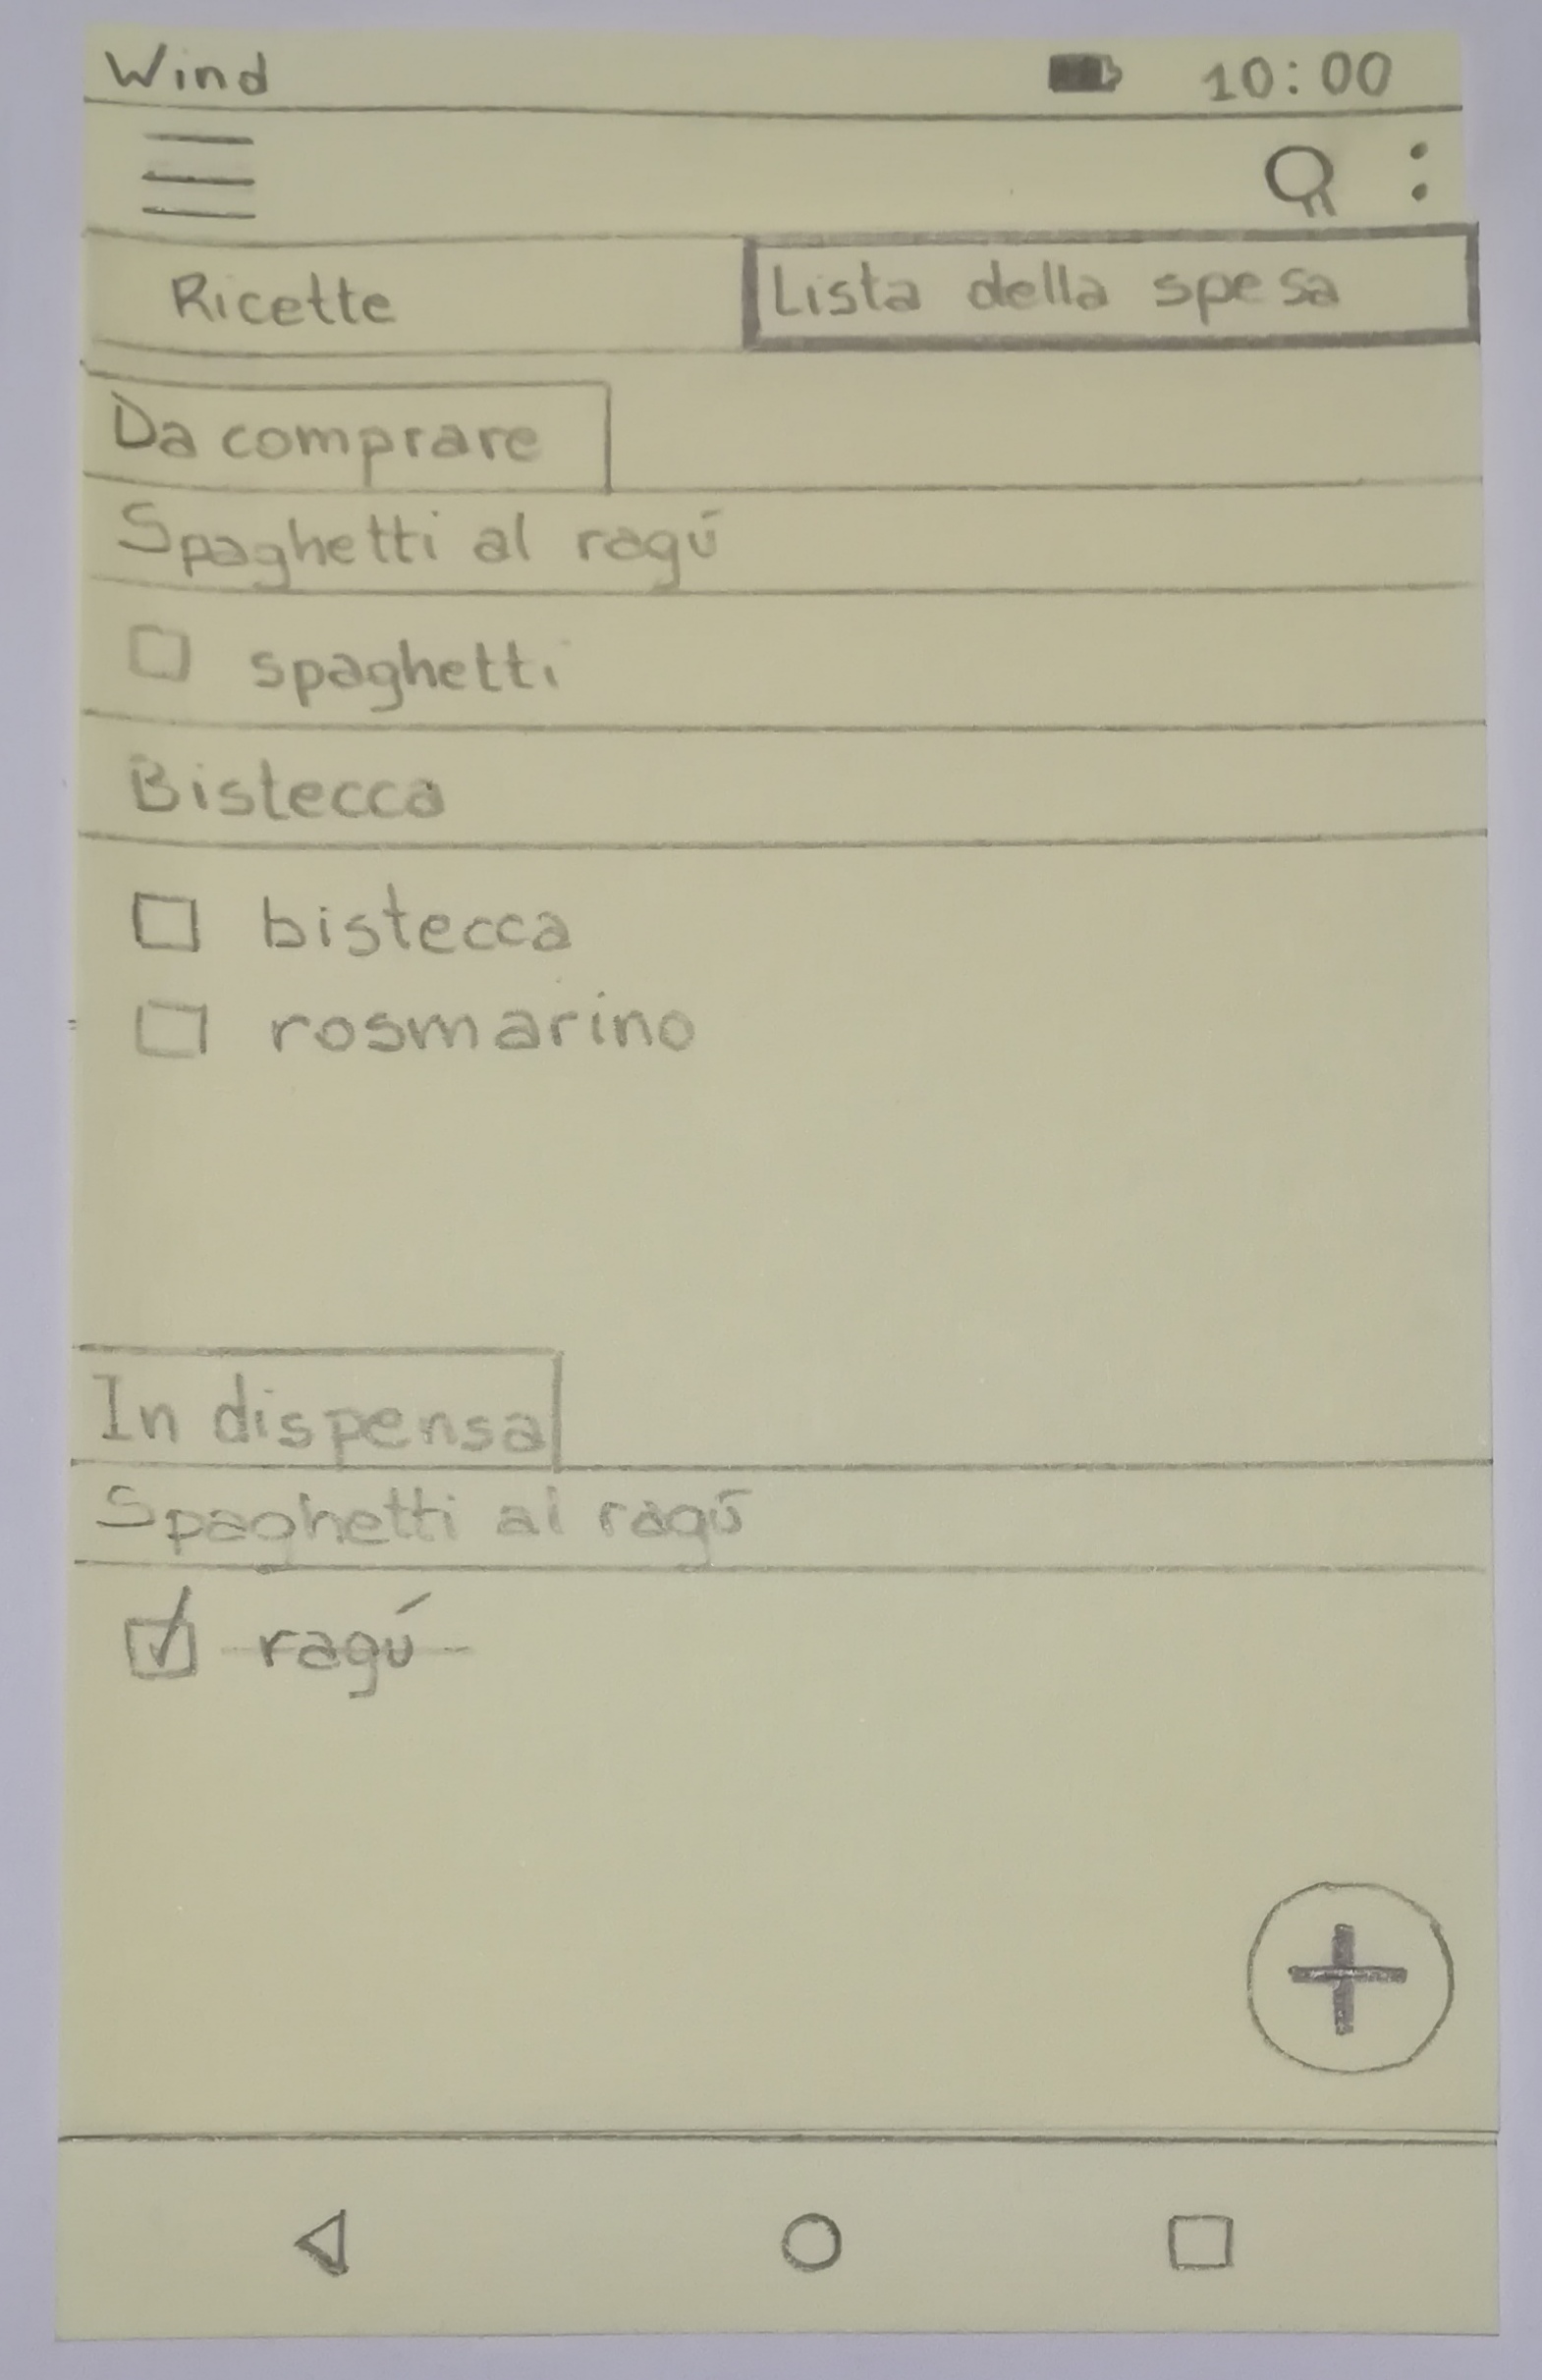 Wind 10:00
Ricette Lista della spesa
Da comprare
Spaghetti al ragú
spaghetti
Bistecca
bistecca
rosmarino
In dispensa
Spaghetti al ragú
ragú